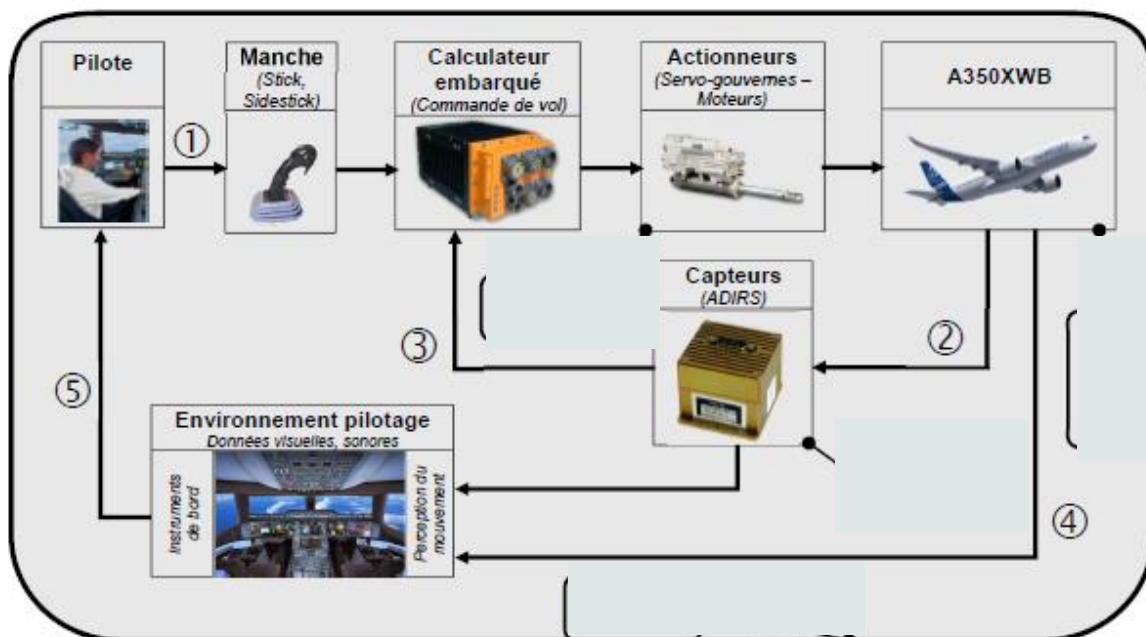 Pilote
①
Manche
(Stick,
Sidestick)
Calculateur
embarqué
(Commande de vol)
Actionneurs
(Servo-gouvernes –
Moteurs)
A350XWB
Capteurs
(ADIRS)
②
③
⑤
Environnement pilotage
Données visuelles, sonores
Instruments
de bord
Perception du
mouvement
④